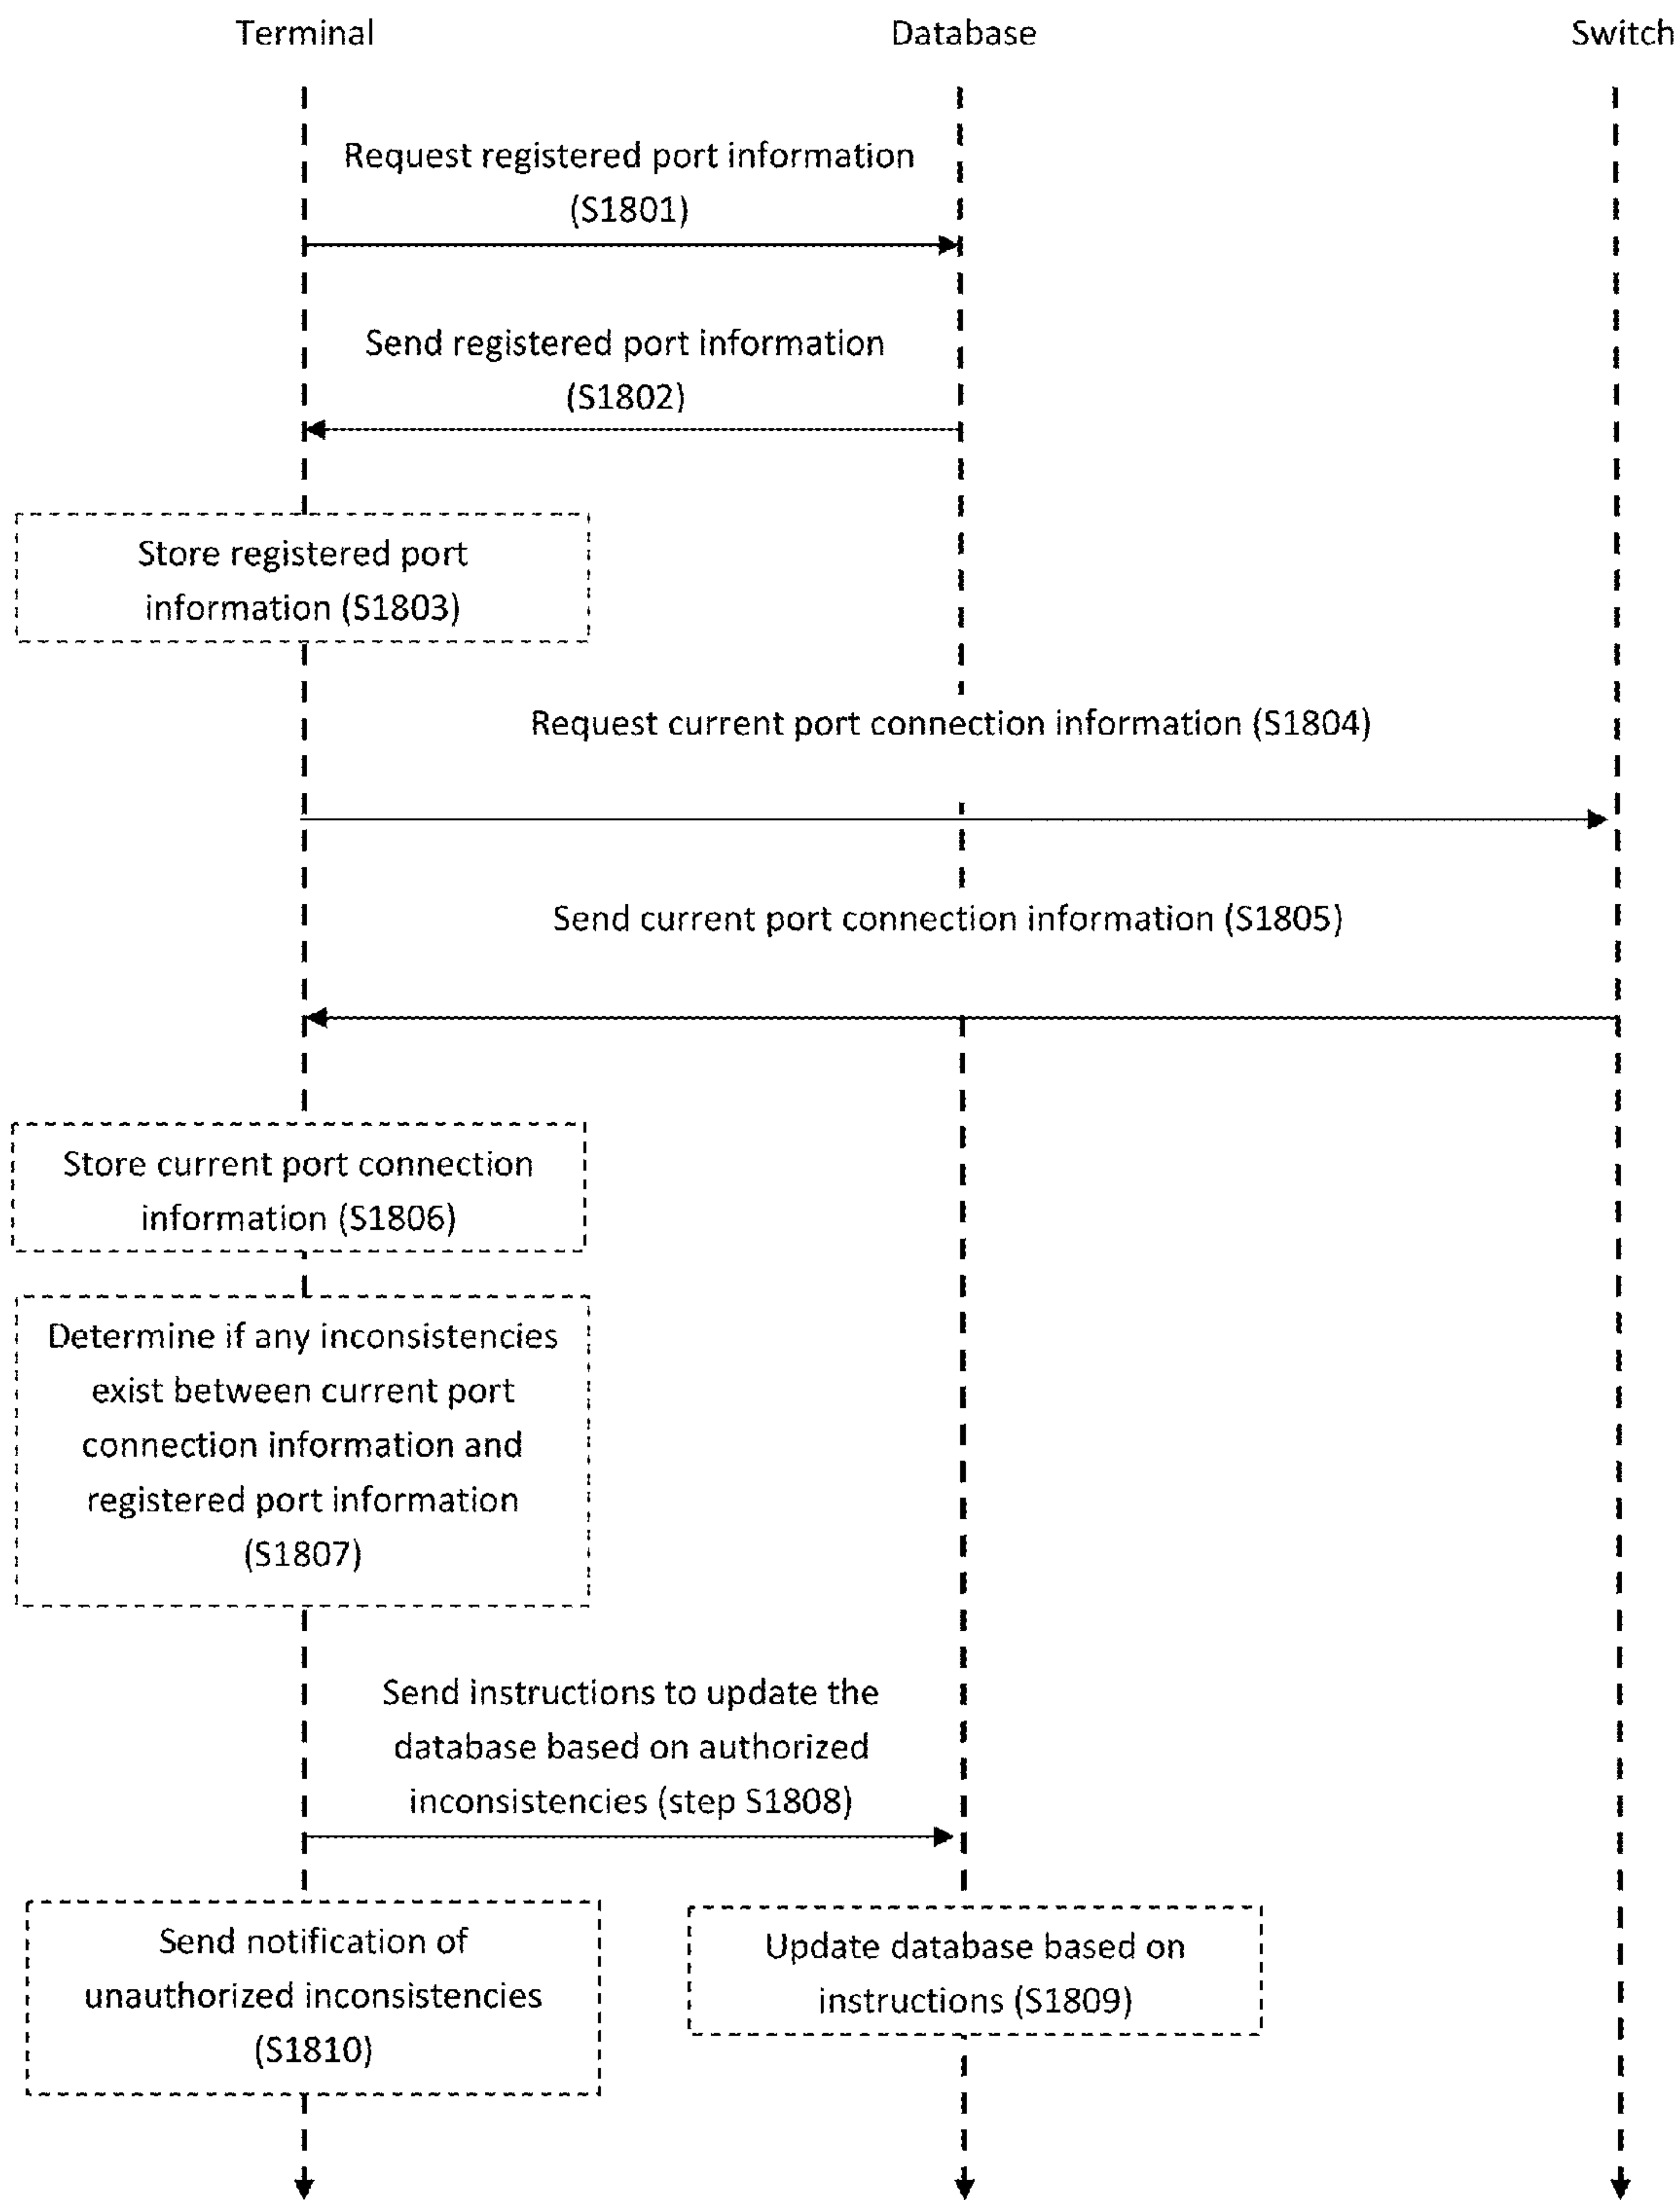 Terminal
Database
Switch
Request registered port information
(S1801)
Send registered port information
(S1802)
Store registered port
information (S1803)
Request current port connection information (S1804)
Send current port connection information (S1805)
Store current port connection
information (S1806)
Determine if any inconsistencies
exist between current port
connection information and
registered port information
(S1807)
Send instructions to update the
database based on authorized
inconsistencies (step S1808)
Send notification of
unauthorized inconsistencies
(S1810)
Update database based on
instructions (S1809)